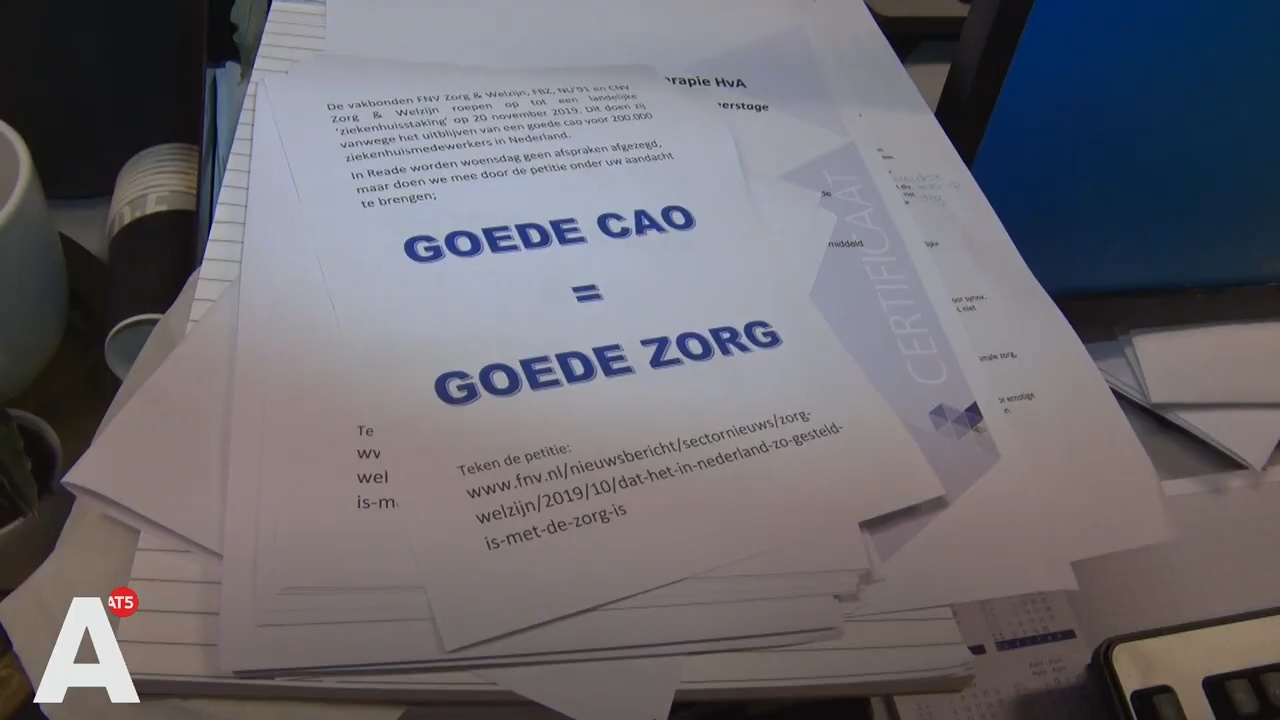 De vakbonden FNV Zorg & Welzijn, FBZ, NU'91 en CNV
Zorg & Welzijn roepen op tot een landelijke
'ziekenhuisstaking' op 20 november 2019. Dit doen zij
vanwege het uitblijven van een goede cao voor 200.000
ziekenhuismedewerkers in Nederland.
In Reade worden woensdag geen afspraken afgezegd,
maar doen we mee door de petitie onder uw aandacht
te brengen;
GOEDE CAO
=
GOEDE ZORG
Teken de petitie:
www.fnv.nl/nieuwsbericht/sectornieuws/zorg-
welzijn/2019/10/dat-het-in-nederland-zo-gesteld-
is-met-de-zorg-is
Te
wel
is-m
rapie HvA
erstage
CERTIFICAAT
middeld
A
AT5